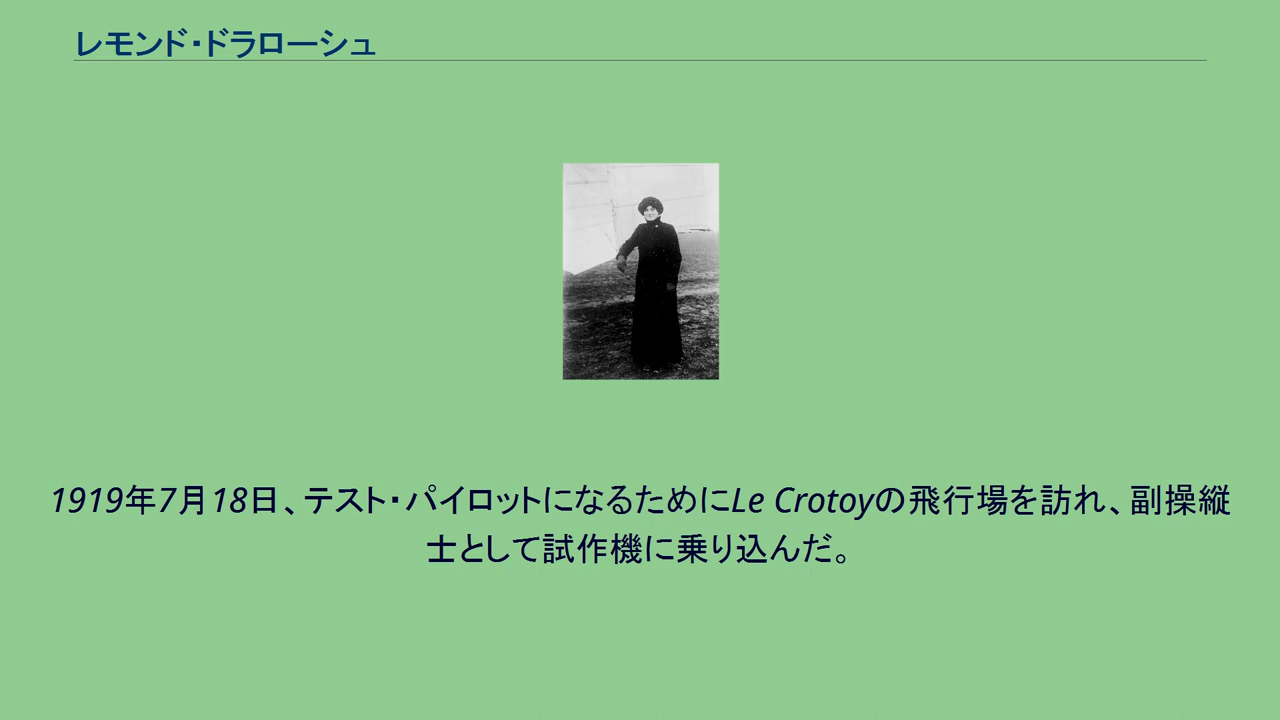 レモンド・ドラローシュ
1919年7月18日、テスト・パイロットになるためにLe Crotoyの飛行場を訪れ、副操縦
士として試作機に乗り込んだ。